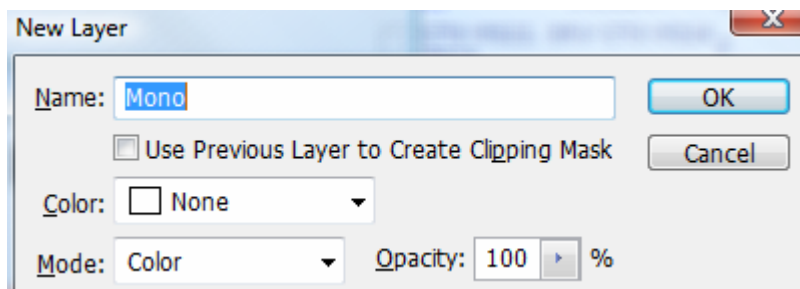 New Layer
Name: Mono
OK
Use Previous Layer to Create Clipping Mask
Cancel
Color: None
Mode: Color Opacity: 100 %